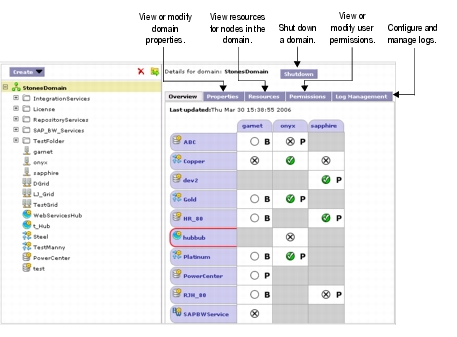 View or modify domain properties.
View resources for nodes in the domain.
Shut down a domain.
View or modify user permissions.
Configure and manage logs.
Create
Details for domain: StonesDomain
Shutdown
StonesDomain
IntegrationServices
License
RepositoryServices
SAP_BW_Services
TestFolder
garnet
onyx
sapphire
DGrid
LJ_Grid
TestGrid
WebServicesHub
t_Hub
Steel
TestManny
PowerCenter
test
Overview Properties Resources Permissions Log Management
Last updated:Thu Mar 30 15:38:55 2006
garnet onyx sapphire
ABC B P
Copper
dev2 P
Gold B P
HR_80 B P
hubbub
Platinum B P
PowerCenter P
RJH_80 B P
SAPBWService